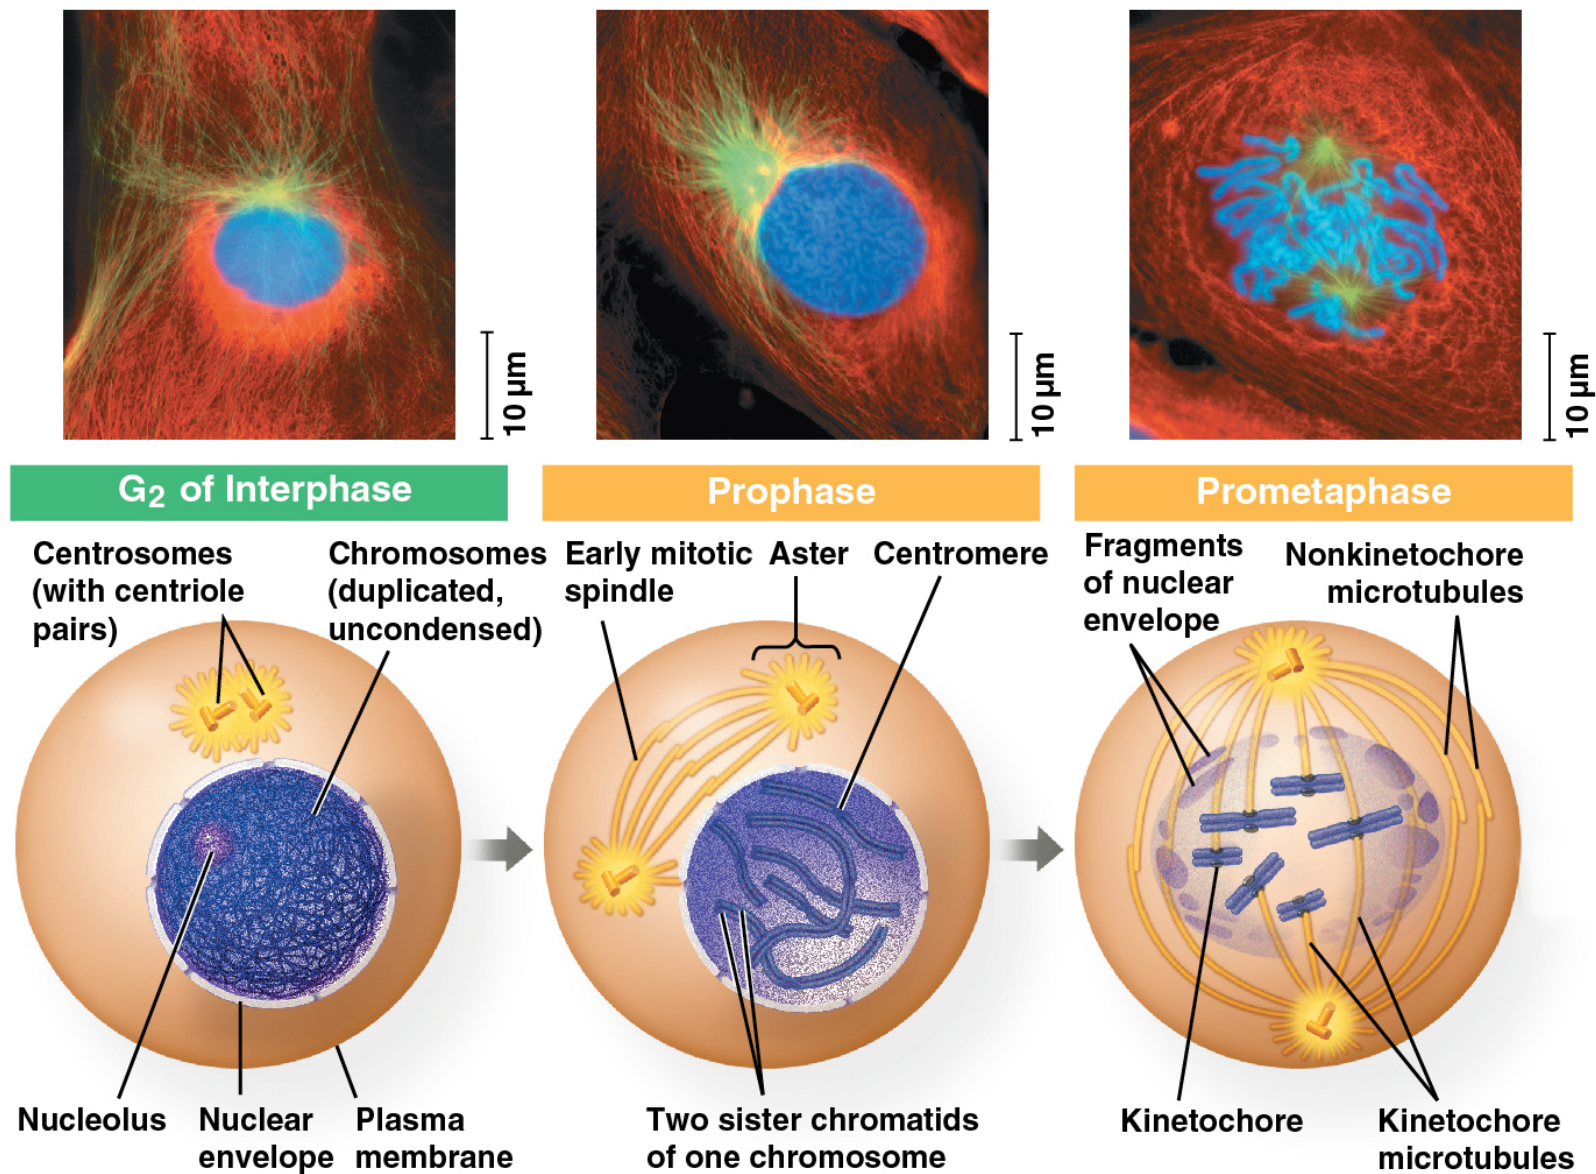 10 µm
10 µm
10 µm
G2 of Interphase
Prophase
Prometaphase
Centrosomes
(with centriole
pairs)
Chromosomes
(duplicated,
uncondensed)
Early mitotic
spindle
Aster
Centromere
Fragments
of nuclear
envelope
Nonkinetochore
microtubules
Nucleolus
Nuclear
envelope
Plasma
membrane
Two sister chromatids
of one chromosome
Kinetochore
Kinetochore
microtubules